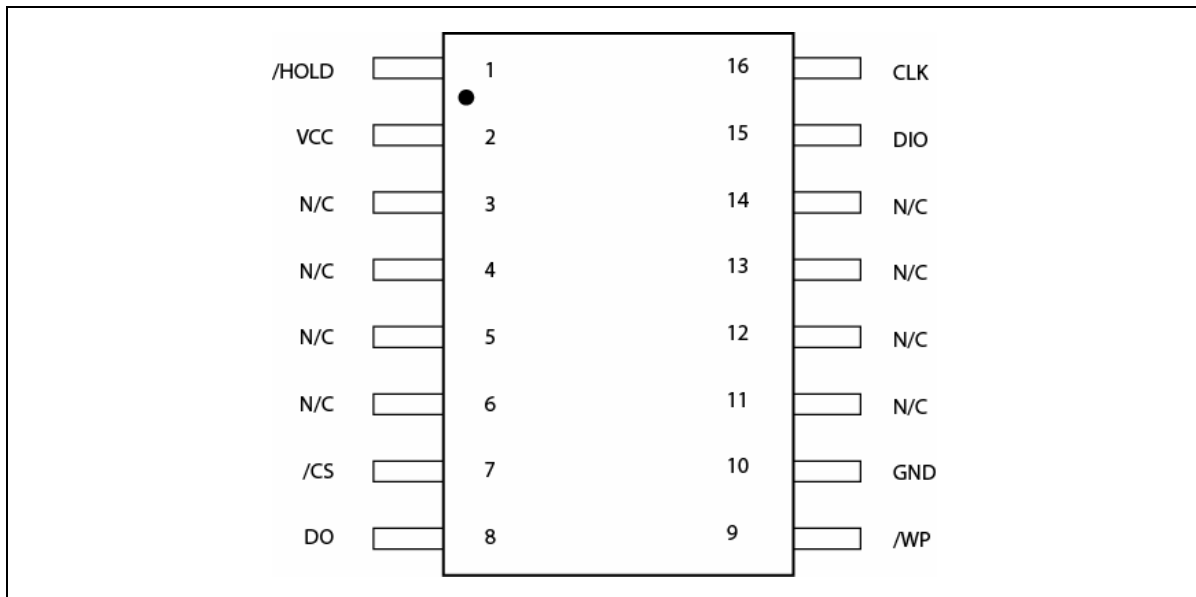 /HOLD 1 16 CLK
VCC 2 15 DIO
N/C 3 14 N/C
N/C 4 13 N/C
N/C 5 12 N/C
N/C 6 11 N/C
/CS 7 10 GND
DO 8 9 /WP